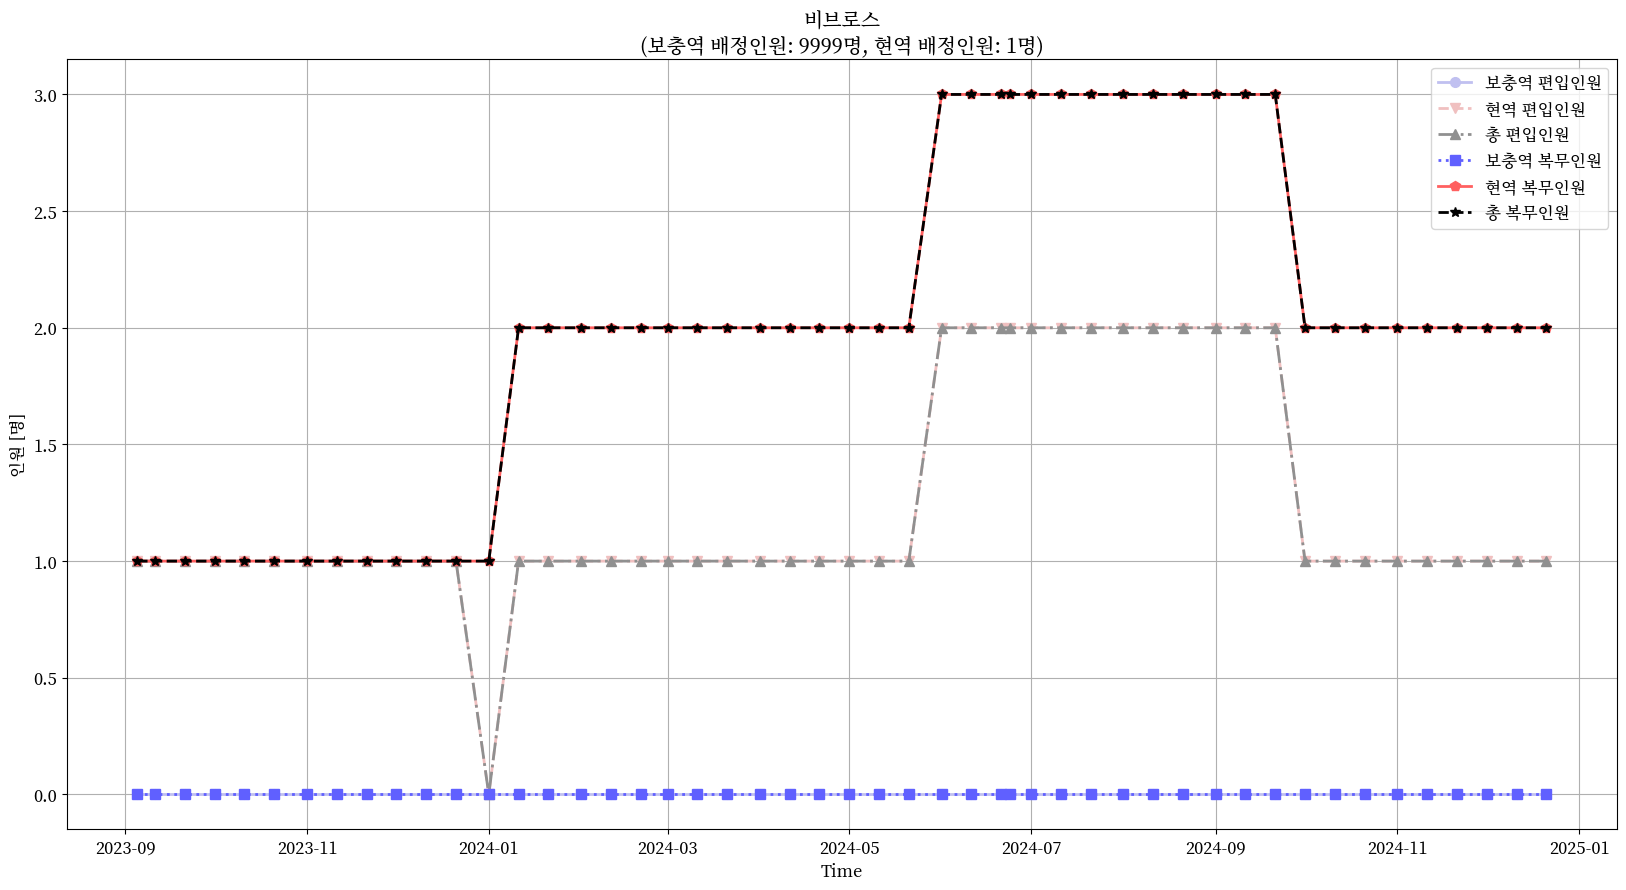 비브로스
(보충역 배정인원: 9999명, 현역 배정인원: 1명)
보충역 편입인원
현역 편입인원
총 편입인원
보충역 복무인원
현역 복무인원
총 복무인원
인원 [명]
3.0
2.5
2.0
1.5
1.0
0.5
0.0
2023-09
2023-11
2024-01
2024-03
2024-05
2024-07
2024-09
2024-11
2025-01
Time